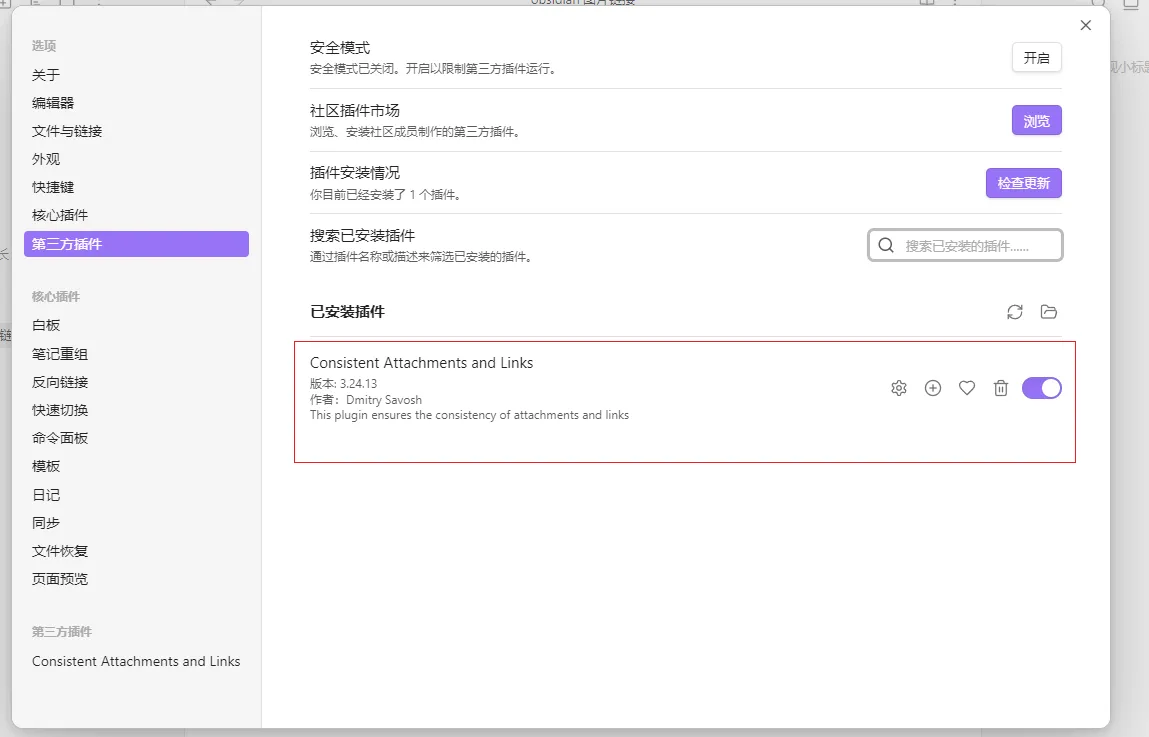 选项
关于
编辑器
文件与链接
外观
快捷键
核心插件
第三方插件
核心插件
白板
笔记重组
反向链接
快速切换
命令面板
模板
日记
同步
文件恢复
页面预览
第三方插件
Consistent Attachments and Links
安全模式
安全模式已关闭。开启以限制第三方插件运行。
开启
社区插件市场
浏览、安装社区成员制作的第三方插件。
浏览
插件安装情况
你目前已经安装了 1 个插件。
检查更新
搜索已安装插件
通过插件名称或描述来筛选已安装的插件。
搜索已安装的插件......
已安装插件
Consistent Attachments and Links
版本: 3.24.13
作者：Dmitry Savosh
This plugin ensures the consistency of attachments and links